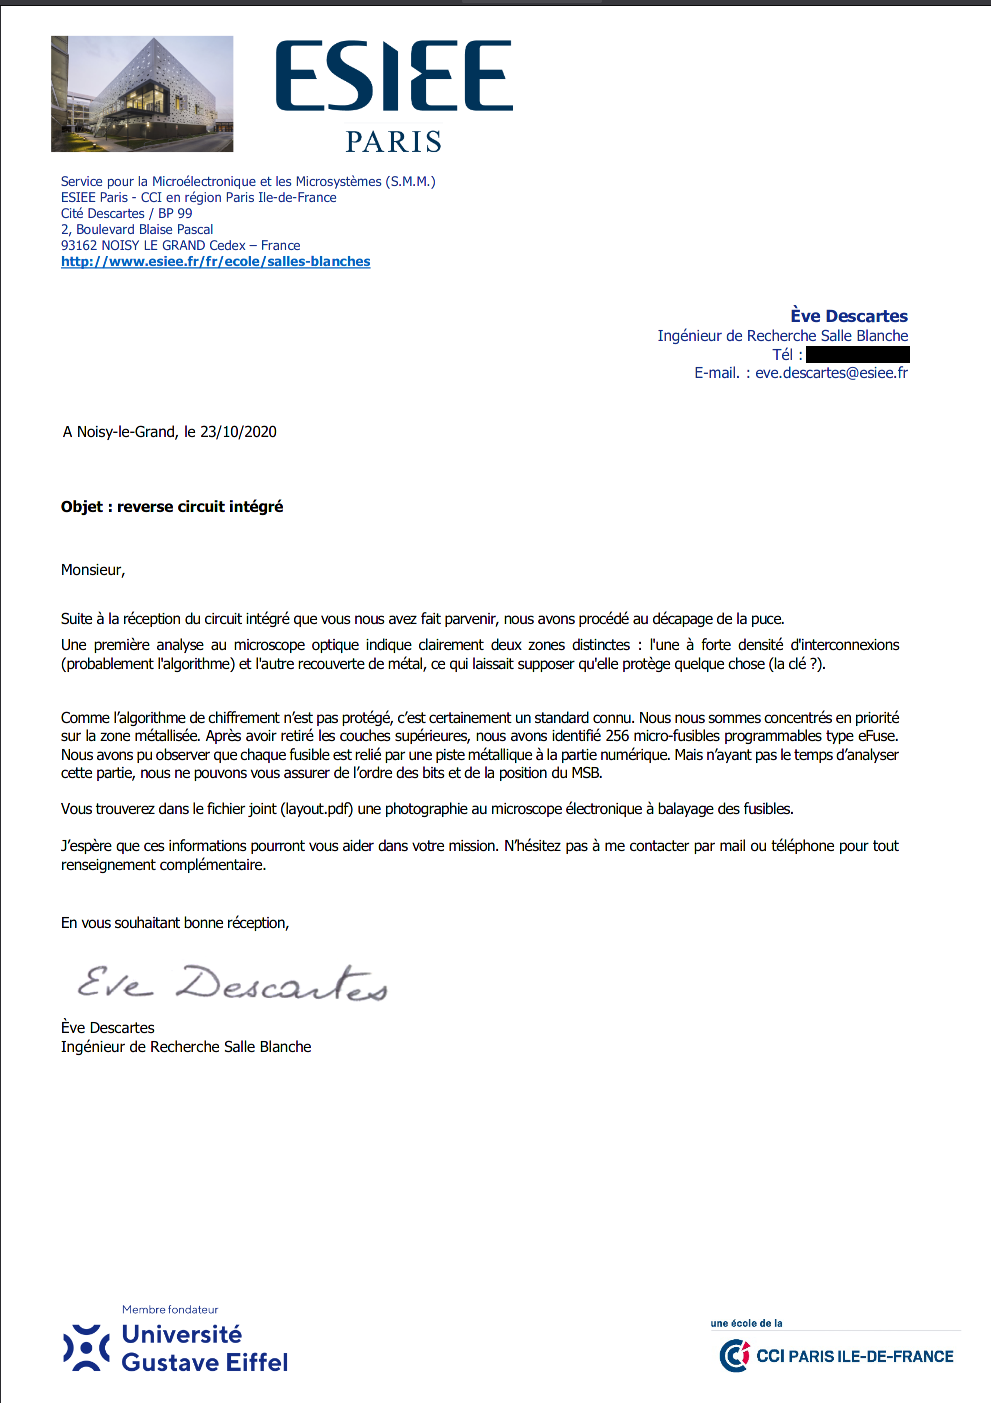 ESIEE
PARIS
Service pour la Microélectronique et les Microsystèmes (S.M.M.)
ESIEE Paris - CCI en région Paris Ile-de-France
Cité Descartes / BP 99
2, Boulevard Blaise Pascal
93162 NOISY LE GRAND Cedex – France
http://www.esiee.fr/fr/ecole/salles-blanches
Ève Descartes
Ingénieur de Recherche Salle Blanche
Tél :
E-mail. : eve.descartes@esiee.fr
A Noisy-le-Grand, le 23/10/2020
Objet : reverse circuit intégré
Monsieur,
Suite à la réception du circuit intégré que vous nous avez fait parvenir, nous avons procédé au décapage de la puce.
Une première analyse au microscope optique indique clairement deux zones distinctes : l'une à forte densité d'interconnexions
(probablement l'algorithme) et l'autre recouverte de métal, ce qui laissait supposer qu'elle protège quelque chose (la clé ?).
Comme l’algorithme de chiffrement n’est pas protégé, c’est certainement un standard connu. Nous nous sommes concentrés en priorité
sur la zone métallisée. Après avoir retiré les couches supérieures, nous avons identifié 256 micro-fusibles programmables type eFuse.
Nous avons pu observer que chaque fusible est relié par une piste métallique à la partie numérique. Mais n’ayant pas le temps d’analyser
cette partie, nous ne pouvons vous assurer de l’ordre des bits et de la position du MSB.
Vous trouverez dans le fichier joint (layout.pdf) une photographie au microscope électronique à balayage des fusibles.
J’espère que ces informations pourront vous aider dans votre mission. N’hésitez pas à me contacter par mail ou téléphone pour tout
renseignement complémentaire.
En vous souhaitant bonne réception,
Eve Descartes
Ève Descartes
Ingénieur de Recherche Salle Blanche
Membre fondateur
Université
Gustave Eiffel
une école de la
CCI PARIS ILE-DE-FRANCE